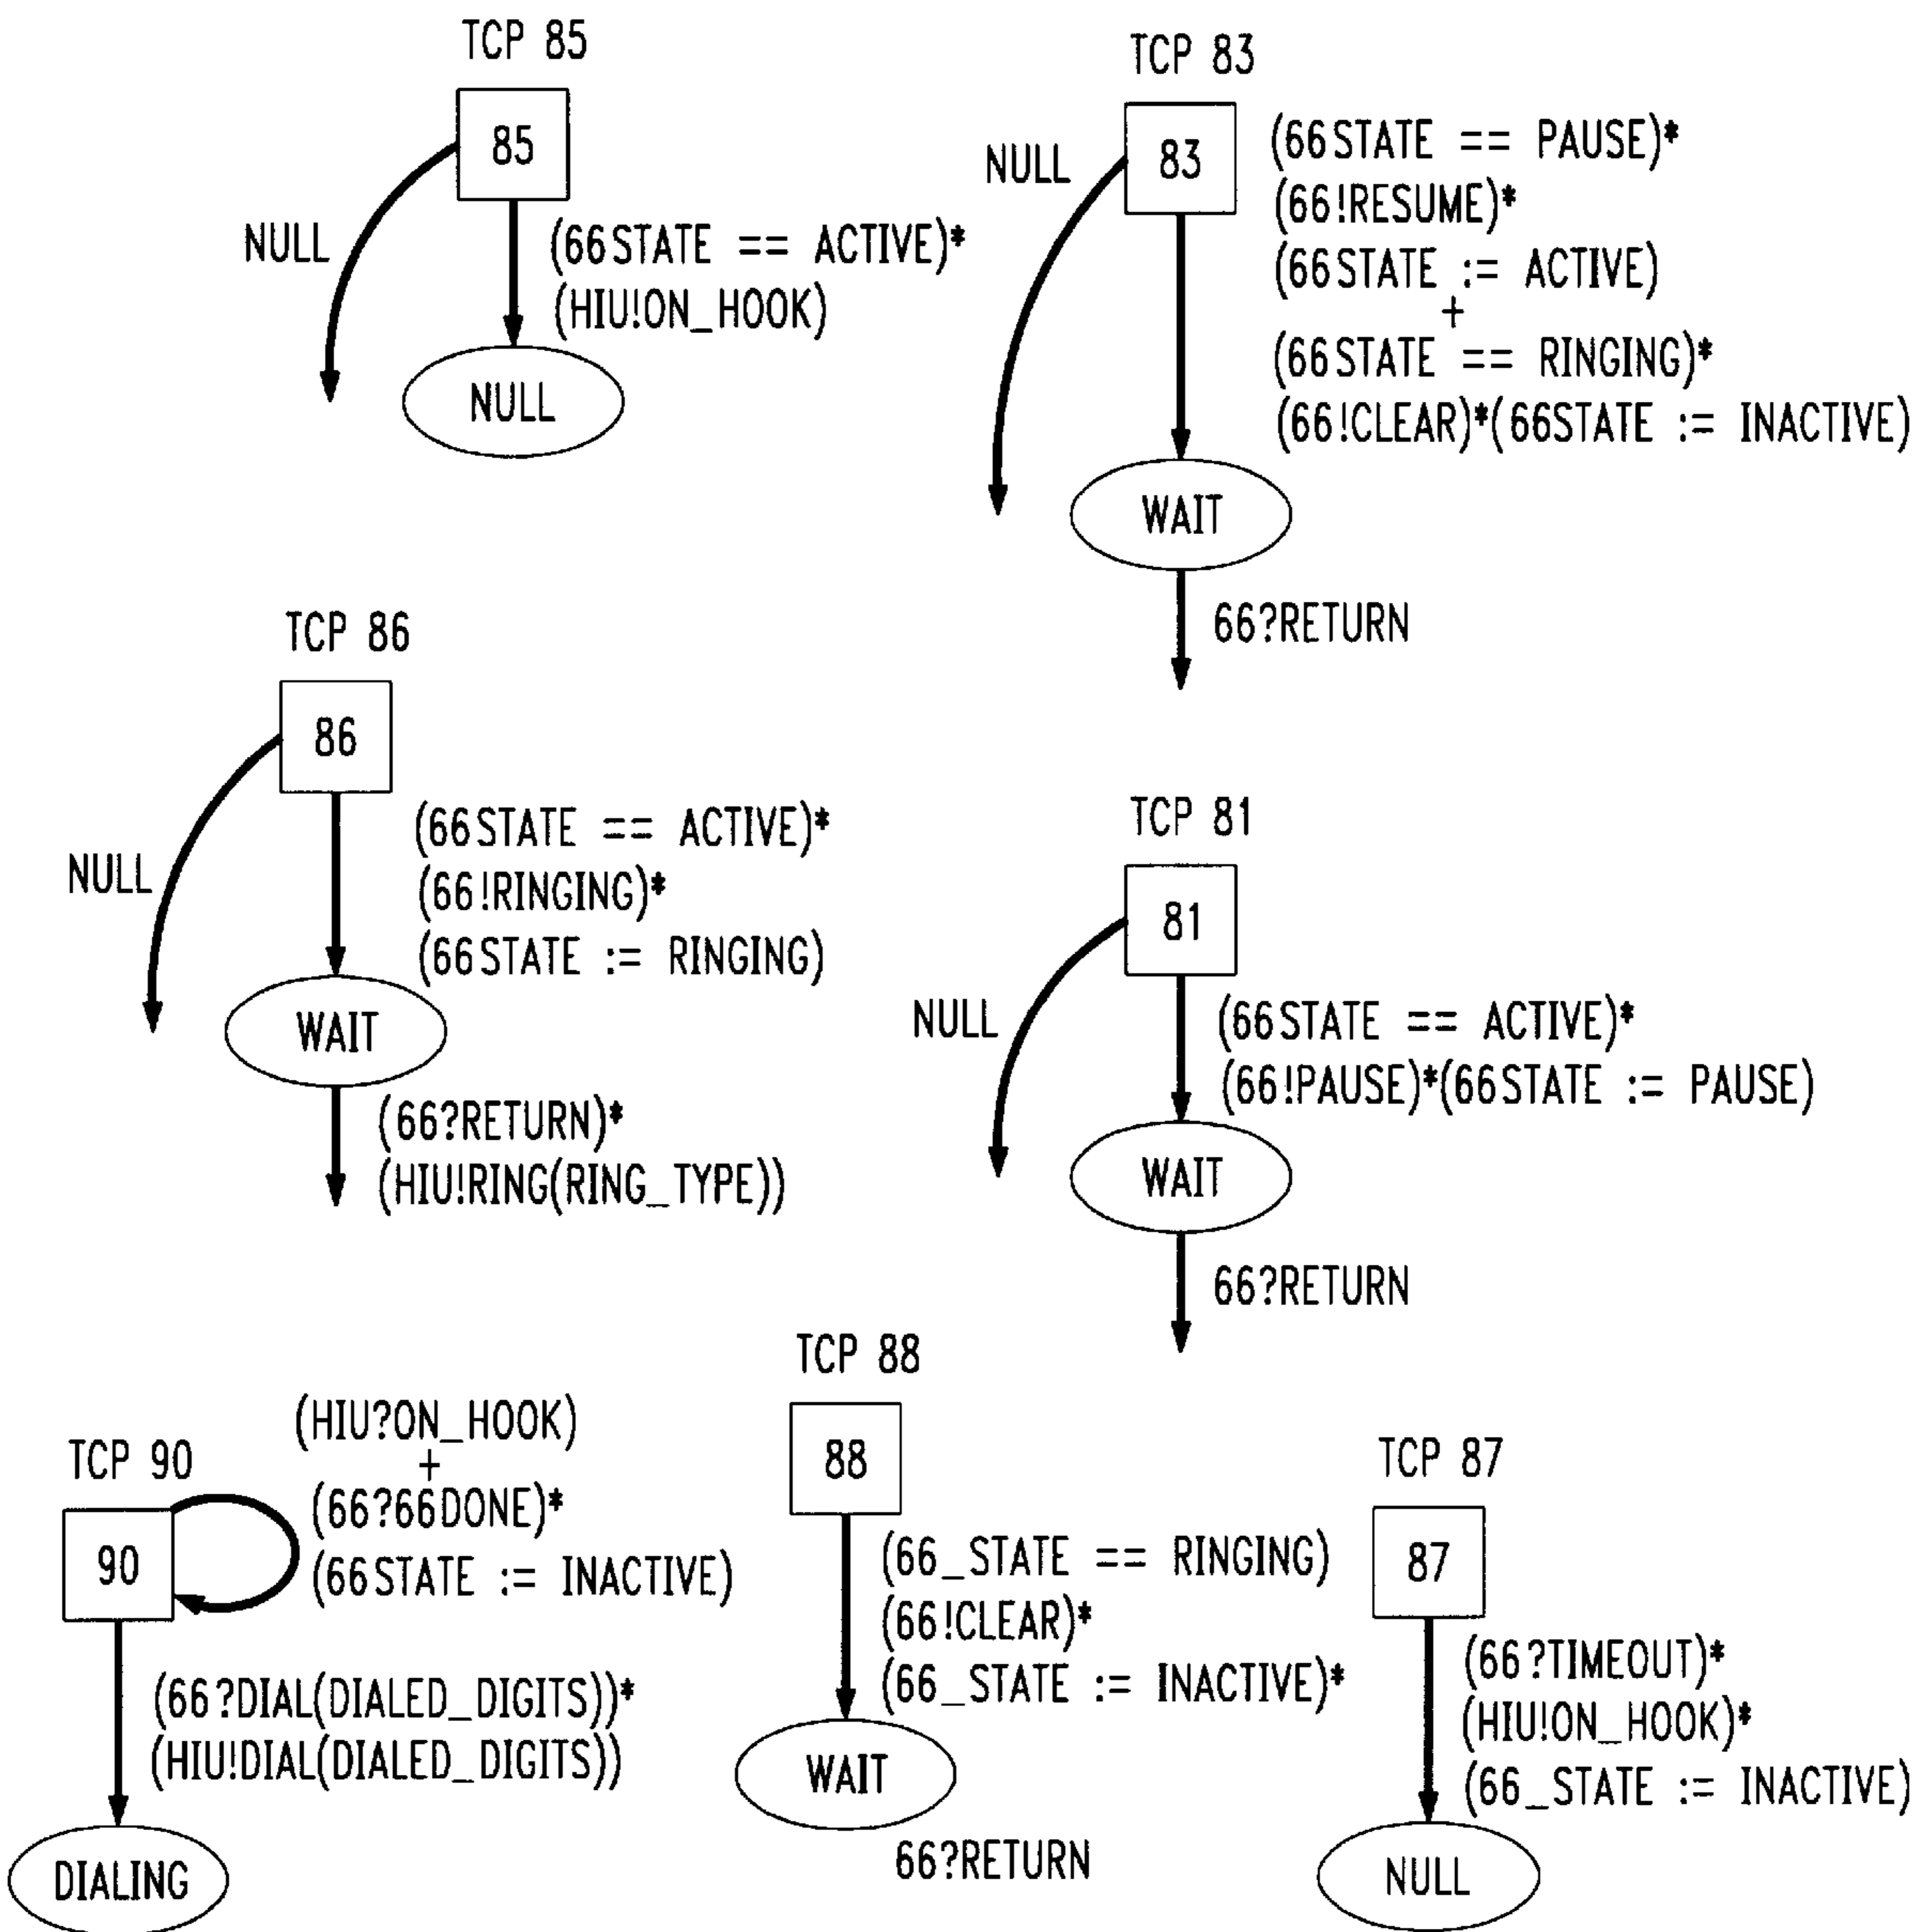 TCP 85
85
NULL
(66STATE == ACTIVE)*
(HIU!ON_HOOK)
NULL
TCP 83
83
NULL
(66STATE == PAUSE)*
(66!RESUME)*
(66STATE := ACTIVE)
+
(66STATE == RINGING)*
(66!CLEAR)*(66STATE := INACTIVE)
WAIT
66?RETURN
TCP 86
86
NULL
(66STATE == ACTIVE)*
(66!RINGING)*
(66STATE := RINGING)
WAIT
(66?RETURN)*
(HIU!RING(RING_TYPE))
TCP 81
81
NULL
(66STATE == ACTIVE)*
(66!PAUSE)*(66STATE := PAUSE)
WAIT
66?RETURN
TCP 90
90
(HIU?ON_HOOK)
+
(66?66DONE)*
(66STATE := INACTIVE)
(66?DIAL(DIALED_DIGITS))*
(HIU!DIAL(DIALED_DIGITS))
DIALING
TCP 88
88
(66_STATE == RINGING)
(66!CLEAR)*
(66_STATE := INACTIVE)*
WAIT
66?RETURN
TCP 87
87
(66?TIMEOUT)*
(HIU!ON_HOOK)*
(66_STATE := INACTIVE)
NULL